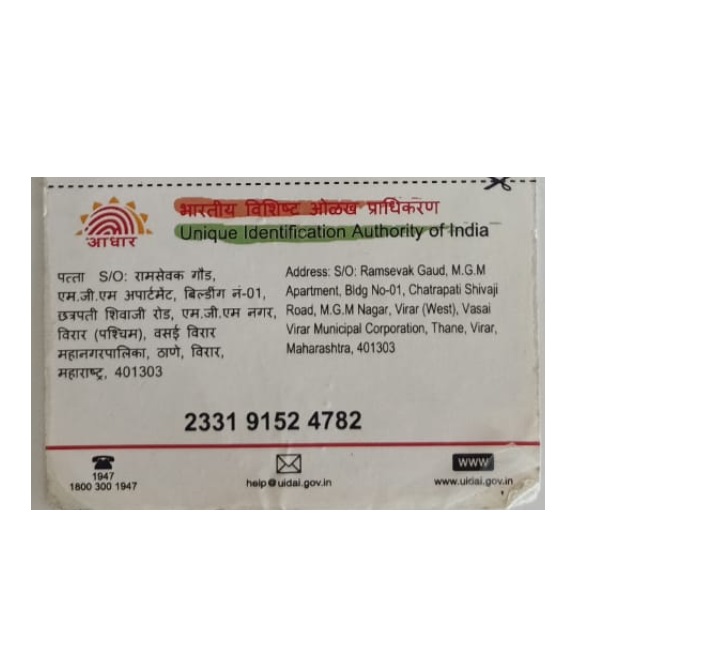 भारतीय विशिष्ट ओळख प्राधिकरण
Unique Identification Authority of India
आधार
पत्ता S/O: रामसेवक गौड,
एम.जी.एम अपार्टमेंट, बिल्डींग नं-01,
छत्रपती शिवाजी रोड, एम.जी.एम नगर,
विरार (पश्चिम), वसई विरार
महानगरपालिका, ठाणे, विरार,
महाराष्ट्र, 401303
Address: S/O: Ramsevak Gaud, M.G.M
Apartment, Bldg No-01, Chatrapati Shivaji
Road, M.G.M Nagar, Virar (West), Vasai
Virar Municipal Corporation, Thane, Virar,
Maharashtra, 401303
2331 9152 4782
1947
1800 300 1947
help@uidai.gov.in
WWW
www.uidai.gov.in